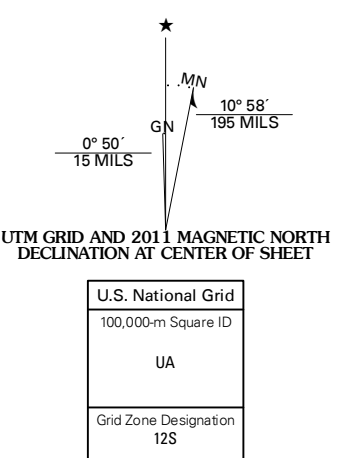 ★
MN
GN
10° 58´
195 MILS
0° 50´
15 MILS
UTM GRID AND 2011 MAGNETIC NORTH
DECLINATION AT CENTER OF SHEET
U.S. National Grid
100,000-m Square ID
UA
Grid Zone Designation
12S